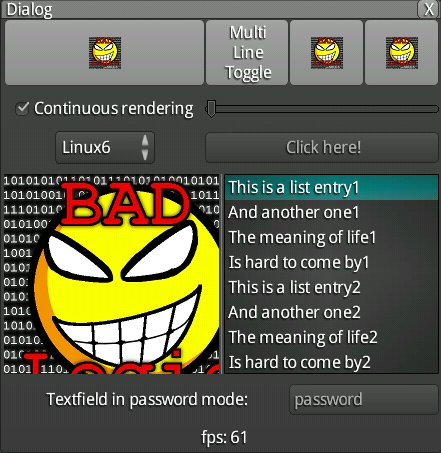 Dialog
X
Multi
Line
Toggle
Continuous rendering
Linux6
Click here!
BAD
Logic
This is a list entry1
And another one1
The meaning of life1
Is hard to come by1
This is a list entry2
And another one2
The meaning of life2
Is hard to come by2
Textfield in password mode:
password
fps: 61